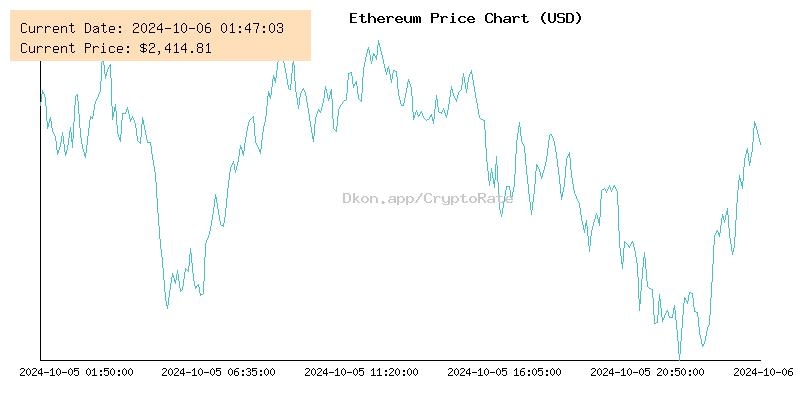 Ethereum Price Chart (USD)
Current Date: 2024-10-06 01:47:03
Current Price: $2,414.81
Dkon.app/CryptoRate
2024-10-05 01:50:00 2024-10-05 06:35:00 2024-10-05 11:20:00 2024-10-05 16:05:00 2024-10-05 20:50:00 2024-10-06